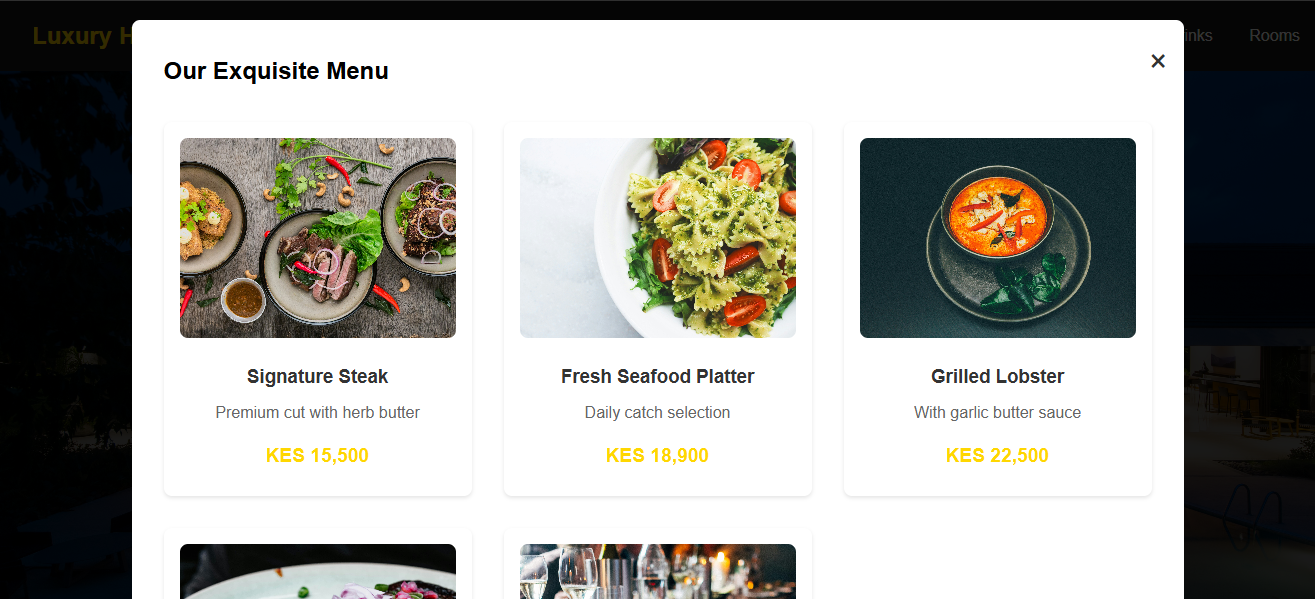 Luxury H
inks
Rooms
Our Exquisite Menu
×
Signature Steak
Premium cut with herb butter
KES 15,500
Fresh Seafood Platter
Daily catch selection
KES 18,900
Grilled Lobster
With garlic butter sauce
KES 22,500